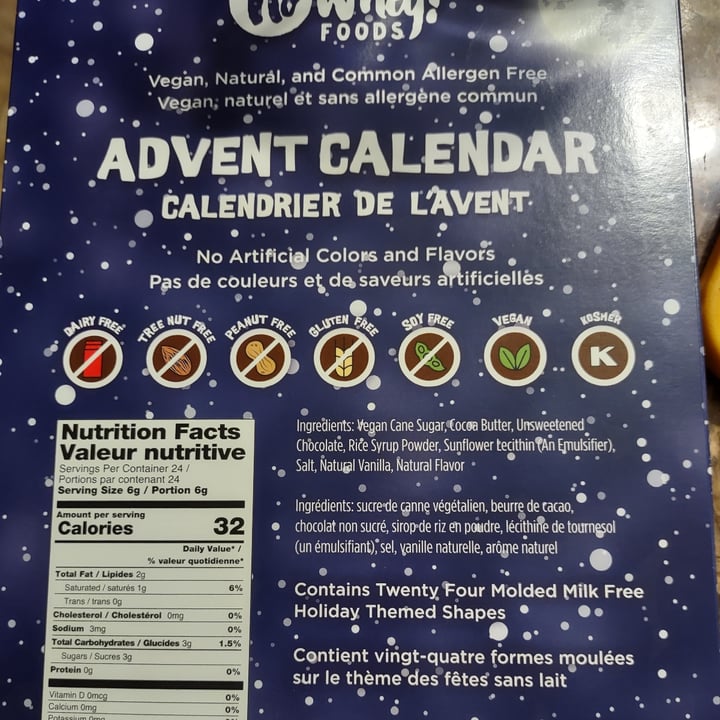 FOODS
Vegan, Natural, and Common Allergen Free
Vegan, naturel et sans allergène commun
ADVENT CALENDAR
CALENDRIER DE L'AVENT
No Artificial Colors and Flavors
Pas de couleurs et de saveurs artificielles
DAIRY FREE TREE NUT FREE PEANUT FREE GLUTEN FREE SOY FREE VEGAN KOSHER
K
Nutrition Facts
Valeur nutritive
Servings Per Container 24 /
Portions par contenant 24
Serving Size 6g / Portion 6g
Amount per serving
Calories 32
Daily Value* /
% valeur quotidienne*
Total Fat / Lipides 2g
Saturated / saturés 1g 6%
Trans / trans 0g
Cholesterol / Cholestérol 0mg 0%
Sodium 3mg 0%
Total Carbohydrates / Glucides 3g 1.5%
Sugars / Sucres 3g
Protein 0g 0%
Vitamin D 0mcg 0%
Calcium 0mg 0%
Potassium 0mg 0%
Ingredients: Vegan Cane Sugar, Cocoa Butter, Unsweetened
Chocolate, Rice Syrup Powder, Sunflower Lecithin (An Emulsifier),
Salt, Natural Vanilla, Natural Flavor
Ingrédients: sucre de canne végétalien, beurre de cacao,
chocolat non sucré, sirop de riz en poudre, lécithine de tournesol
(un émulsifiant), sel, vanille naturelle, arôme naturel
Contains Twenty Four Molded Milk Free
Holiday Themed Shapes
Contient vingt-quatre formes moulées
sur le thème des fêtes sans lait